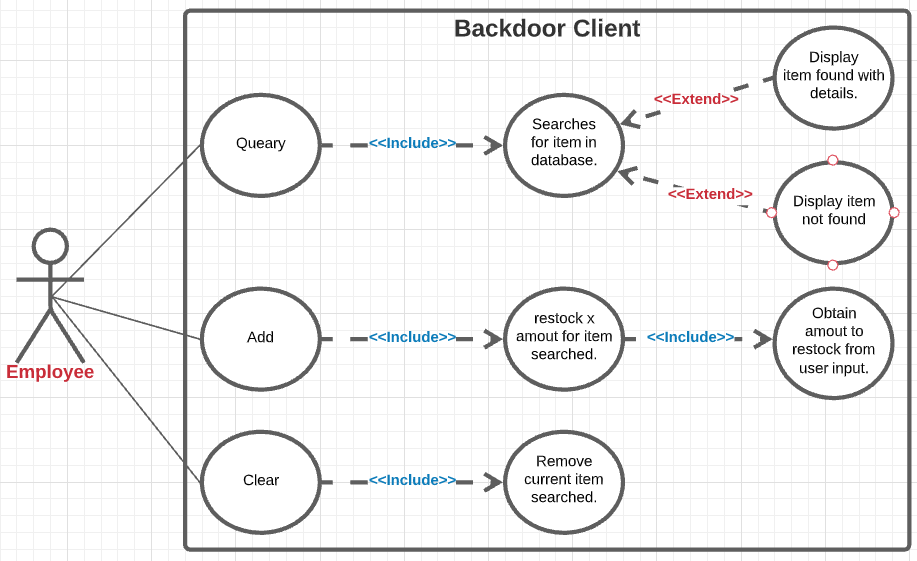 Backdoor Client
Display
item found with
details.
<<Extend>>
Queary
<<Include>>
Searches
for item in
database.
<<Extend>>
Display item
not found
Employee
Add
<<Include>>
restock x
amout for item
searched.
<<Include>>
Obtain
amout to
restock from
user input.
Clear
<<Include>>
Remove
current item
searched.